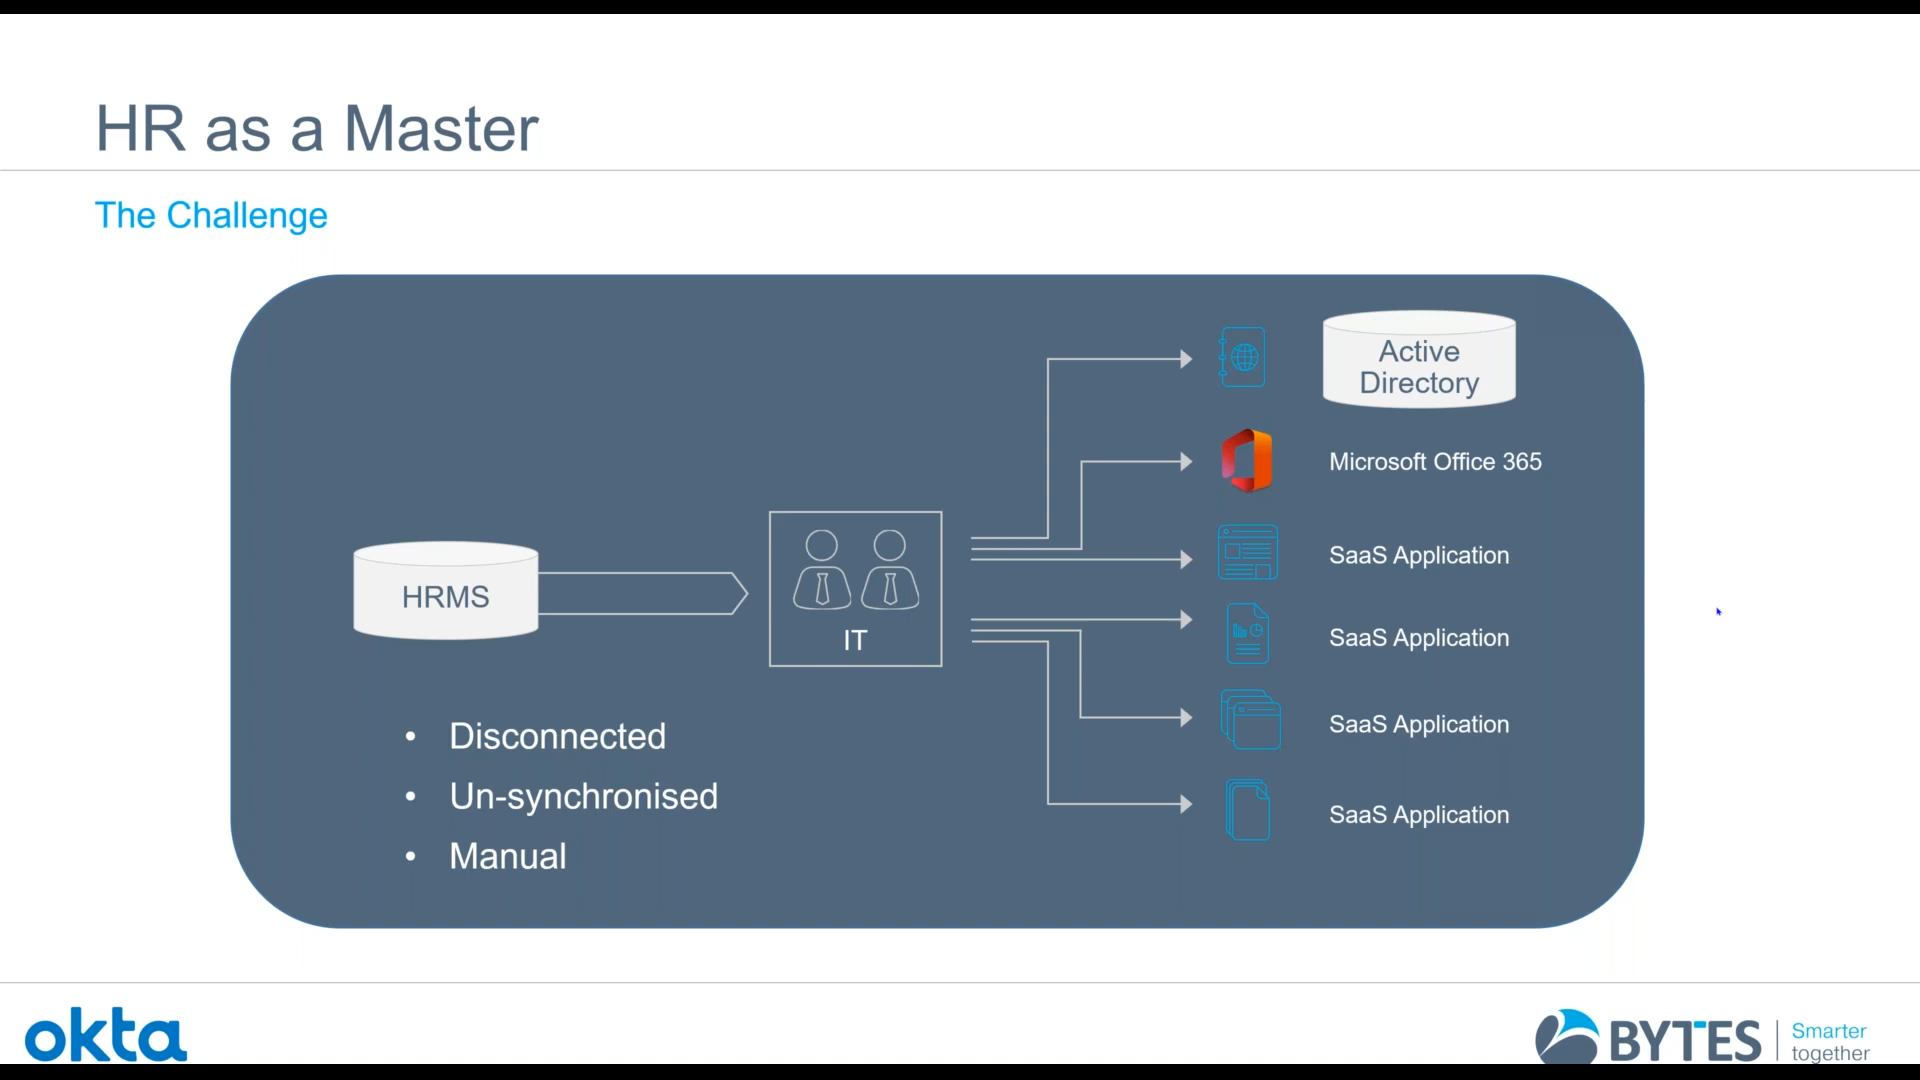 HR as a Master
The Challenge
Active
Directory
Microsoft Office 365
SaaS Application
HRMS
IT
SaaS Application
SaaS Application
SaaS Application
• Disconnected
• Un-synchronised
• Manual
okta
BYTES
Smarter
together